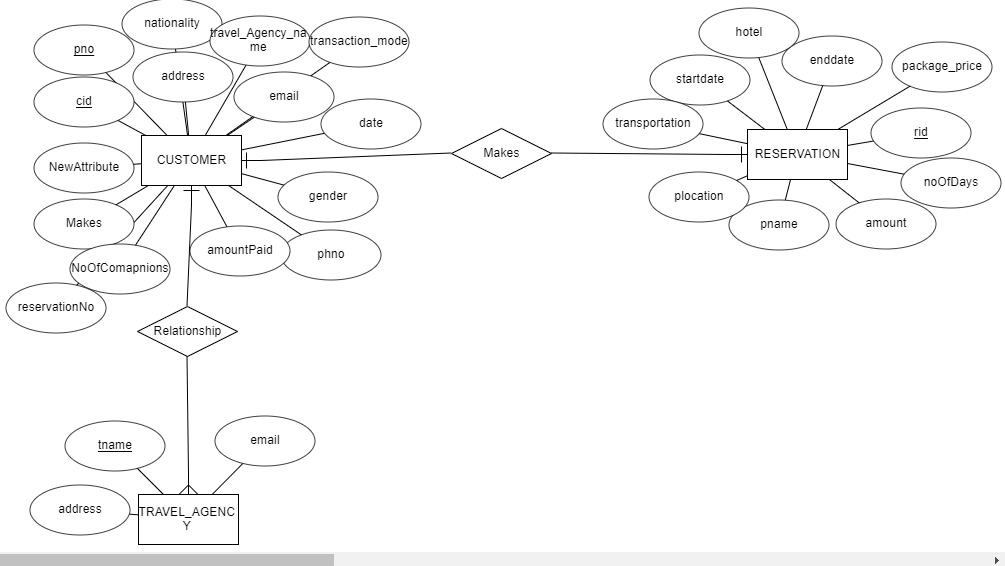 nationality
pno
travel_Agency_na
me
transaction_mode
address
cid
email
date
CUSTOMER
NewAttribute
gender
Makes
amountPaid
phno
NoOfComapnions
reservationNo
Makes
hotel
enddate
package_price
startdate
transportation
rid
RESERVATION
noOfDays
plocation
pname
amount
Relationship
tname
email
address
TRAVEL_AGENC
Y